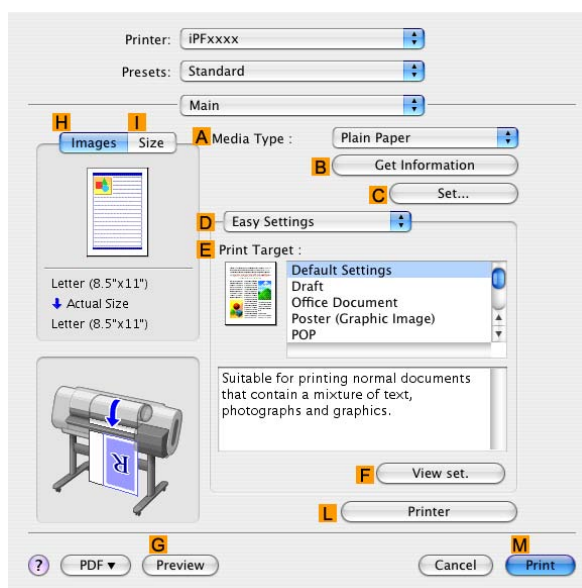 Printer: iPFxxxx
Presets: Standard
Main
H I
Images Size
A Media Type : Plain Paper
B Get Information
C Set...
D Easy Settings
E Print Target :
Default Settings
Draft
Office Document
Poster (Graphic Image)
POP
Letter (8.5"x11")
Actual Size
Letter (8.5"x11")
Suitable for printing normal documents
that contain a mixture of text,
photographs and graphics.
R
F View set.
L Printer
G M
? PDF Preview Cancel Print